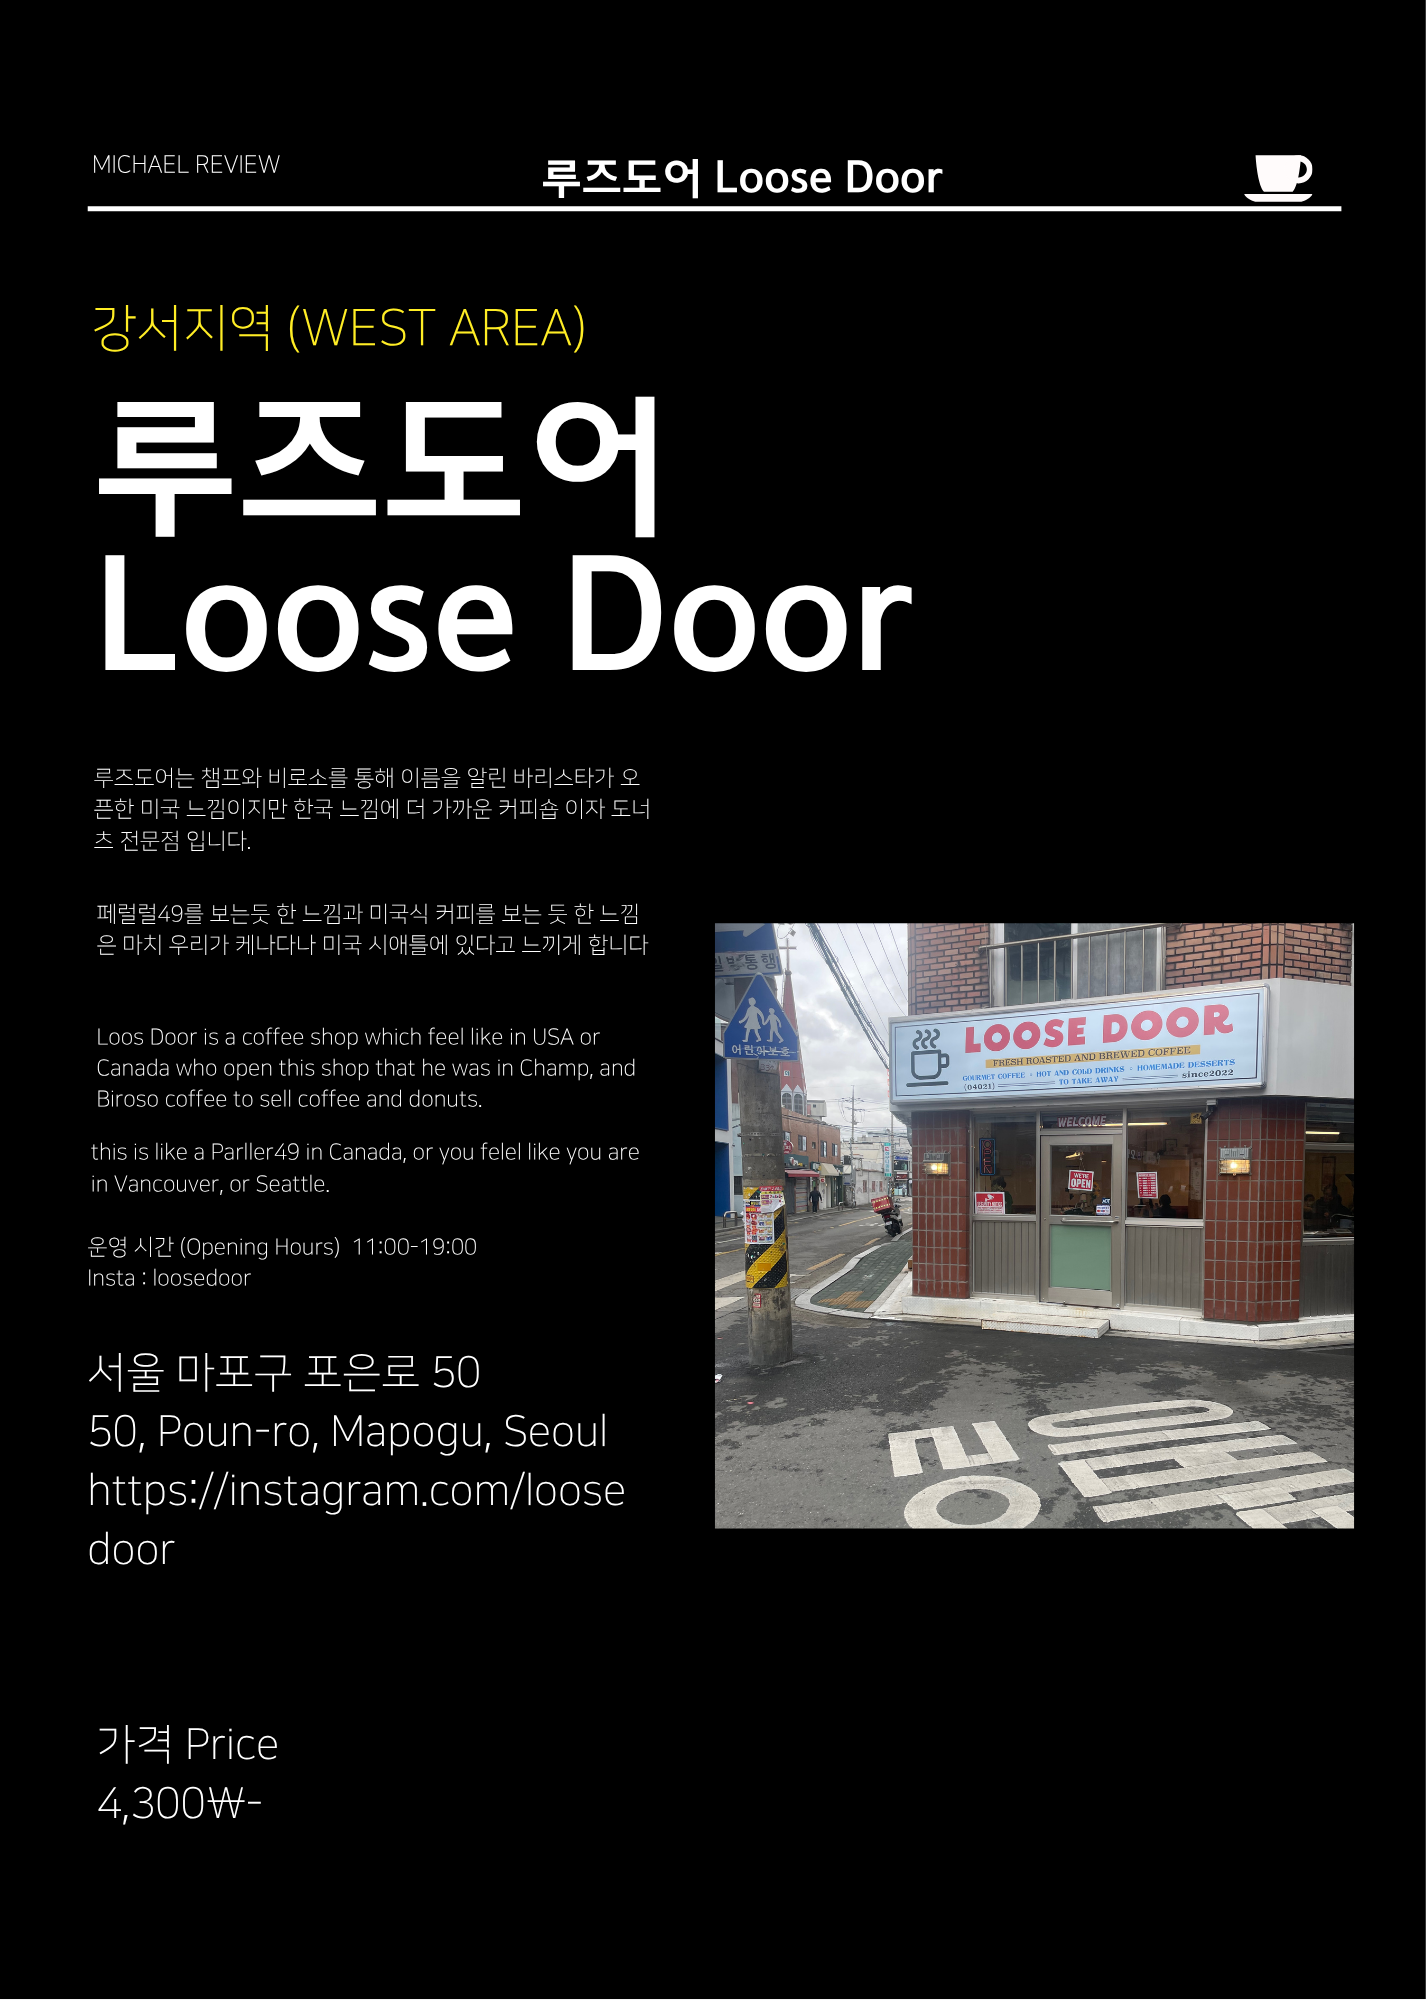 MICHAEL REVIEW
루즈도어 Loose Door
강서지역 (WEST AREA)
루즈도어
Loose Door
루즈도어는 챔프와 비로소를 통해 이름을 알린 바리스타가 오
픈한 미국 느낌이지만 한국 느낌에 더 가까운 커피숍 이자 도너
츠 전문점 입니다.
페럴럴49를 보는듯 한 느낌과 미국식 커피를 보는 듯 한 느낌
은 마치 우리가 케나다나 미국 시애틀에 있다고 느끼게 합니다
Loos Door is a coffee shop which feel like in USA or
Canada who open this shop that he was in Champ, and
Biroso coffee to sell coffee and donuts.
this is like a Parller49 in Canada, or you felel like you are
in Vancouver, or Seattle.
운영 시간 (Opening Hours)  11:00-19:00
Insta : loosedoor
서울 마포구 포은로 50
50, Poun-ro, Mapogu, Seoul
https://instagram.com/loose
door
가격 Price
4,300₩-
일방통행
어린이보호
LOOSE DOOR
FRESH ROASTED AND BREWED COFFEE
GOURMET COFFEE · HOT AND COLD DRINKS · HOMEMADE DESSERTS
(04021) TO TAKE AWAY since2022
WELCOME
WE'RE
OPEN